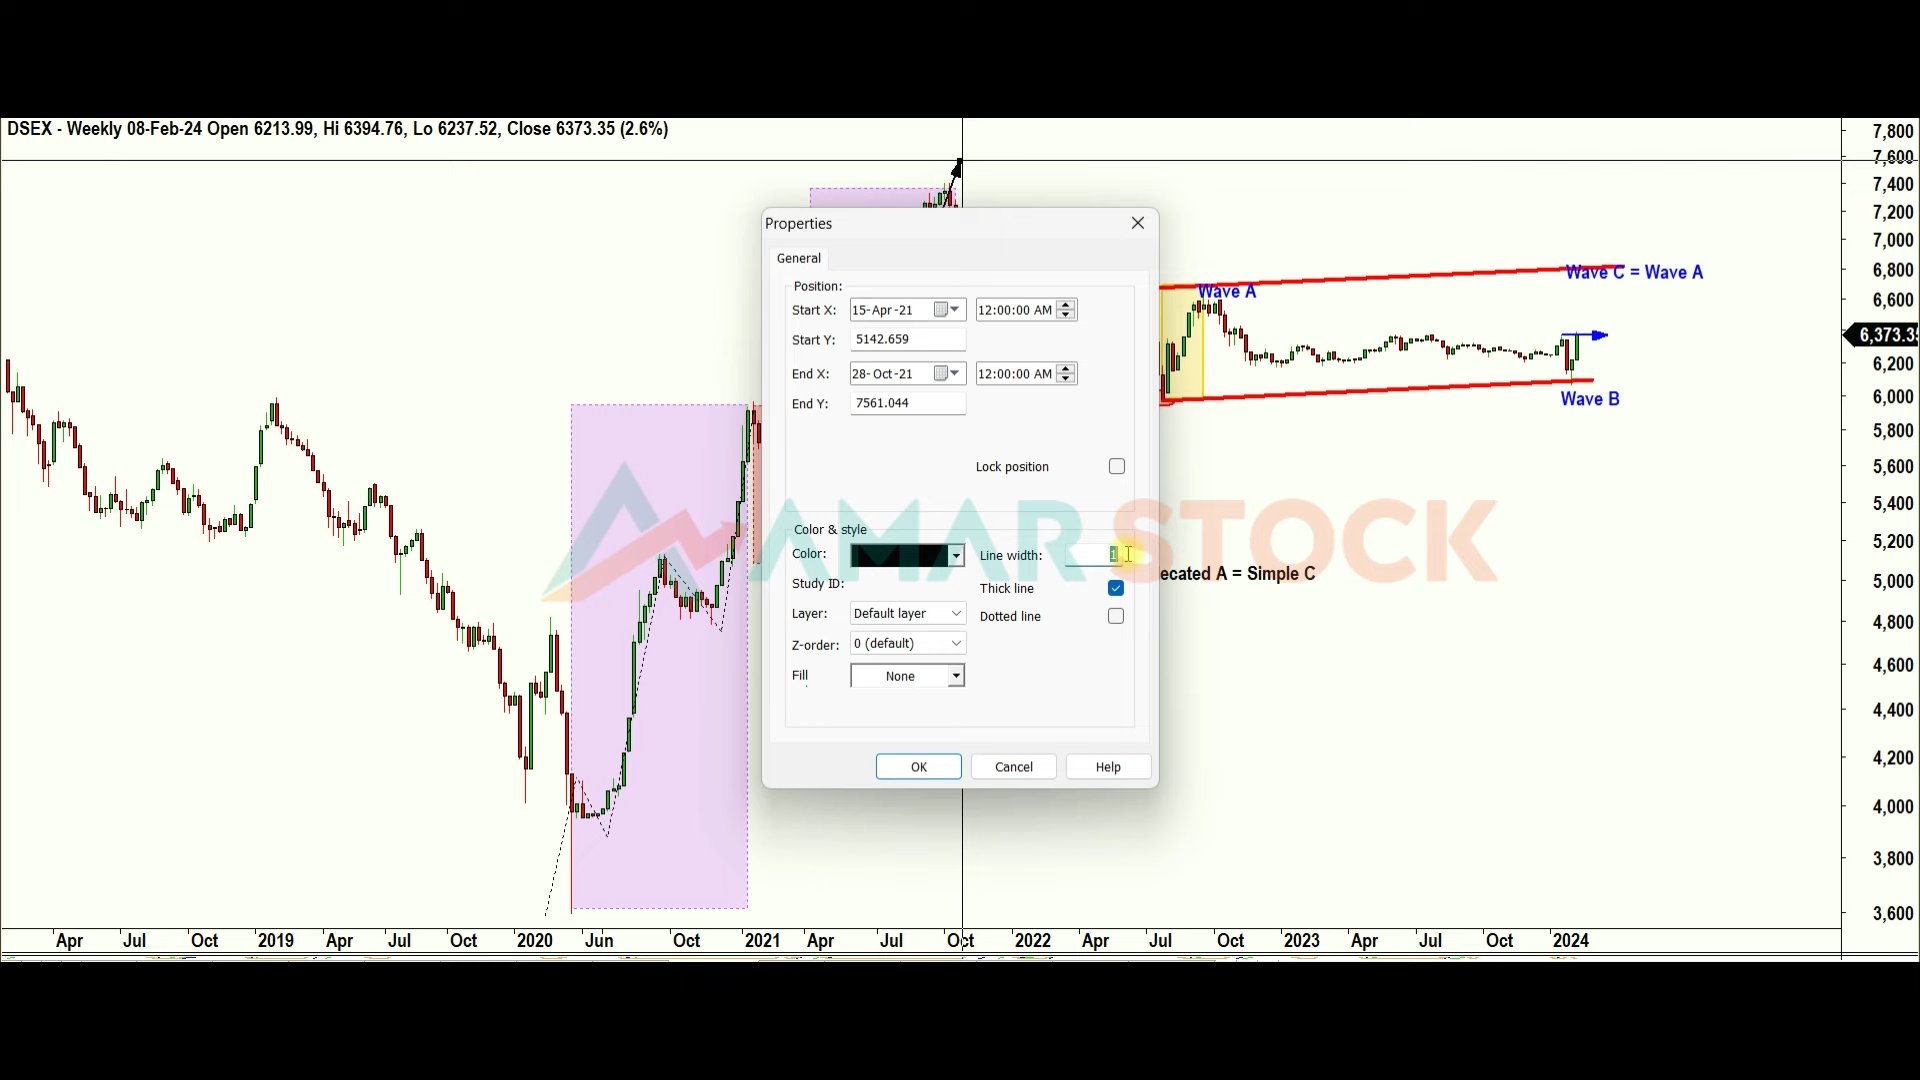 DSEX - Weekly 08-Feb-24 Open 6213.99, Hi 6394.76, Lo 6237.52, Close 6373.35 (2.6%)
7,800
7,600
7,400
7,200
7,000
6,800
6,600
6,373.35
6,200
6,000
5,800
5,600
5,400
5,200
5,000
4,800
4,600
4,400
4,200
4,000
3,800
3,600
Properties
General
Position:
Start X: 15-Apr-21 12:00:00 AM
Start Y: 5142.659
End X: 28-Oct-21 12:00:00 AM
End Y: 7561.044
Lock position
Color & style
Color: Line width: 1
Study ID: Thick line
Layer: Default layer Dotted line
Z-order: 0 (default)
Fill None
OK Cancel Help
Wave C = Wave A
Wave A
Wave B
AMAR STOCK
ecated A = Simple C
Apr Jul Oct 2019 Apr Jul Oct 2020 Jun Oct 2021 Apr Jul Oct 2022 Apr Jul Oct 2023 Apr Jul Oct 2024